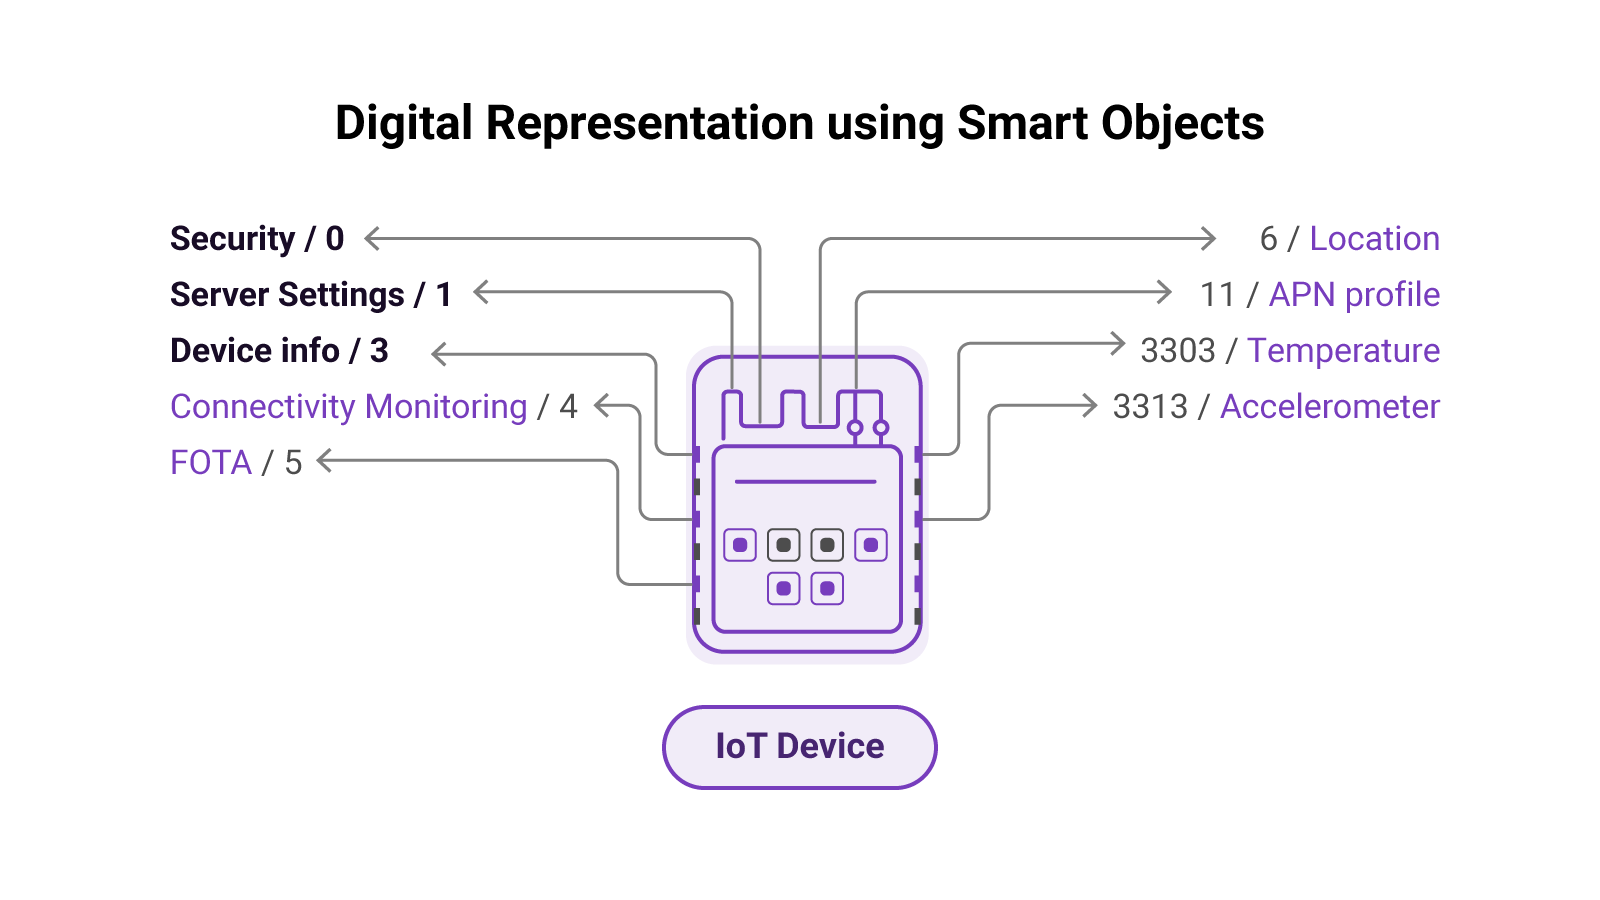 Digital Representation using Smart Objects
Security / 0
Server Settings / 1
Device info / 3
Connectivity Monitoring / 4
FOTA / 5
6 / Location
11 / APN profile
3303 / Temperature
3313 / Accelerometer
IoT Device